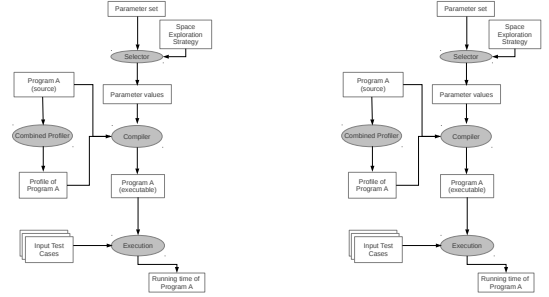 Parameter set
Space
Exploration
Strategy
Selector
Program A
(source)
Parameter values
Combined Profiler
Compiler
Profile of
Program A
Program A
(executable)
Input Test
Cases
Execution
Running time of
Program A
Parameter set
Space
Exploration
Strategy
Selector
Program A
(source)
Parameter values
Combined Profiler
Compiler
Profile of
Program A
Program A
(executable)
Input Test
Cases
Execution
Running time of
Program A